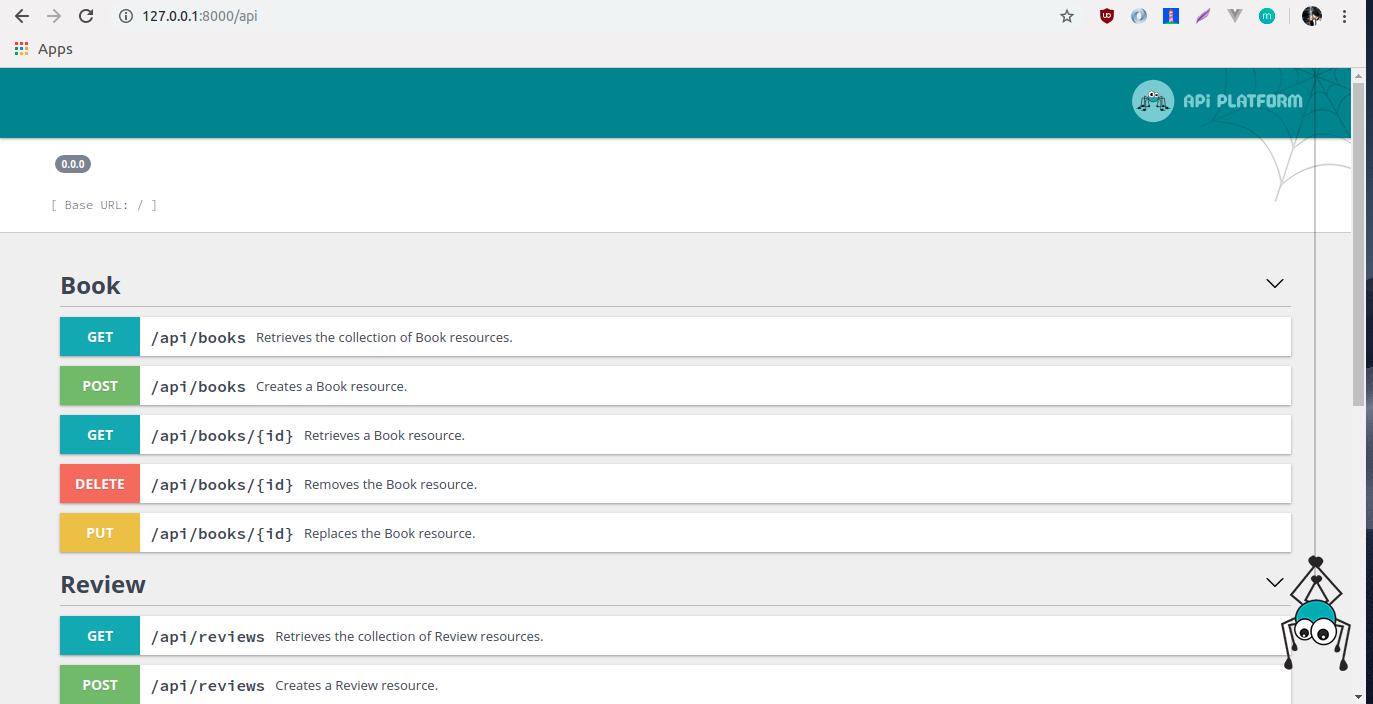 127.0.0.1:8000/api
Apps
APi PLATFORM
0.0.0
[ Base URL: / ]
Book
GET /api/books Retrieves the collection of Book resources.
POST /api/books Creates a Book resource.
GET /api/books/{id} Retrieves a Book resource.
DELETE /api/books/{id} Removes the Book resource.
PUT /api/books/{id} Replaces the Book resource.
Review
GET /api/reviews Retrieves the collection of Review resources.
POST /api/reviews Creates a Review resource.